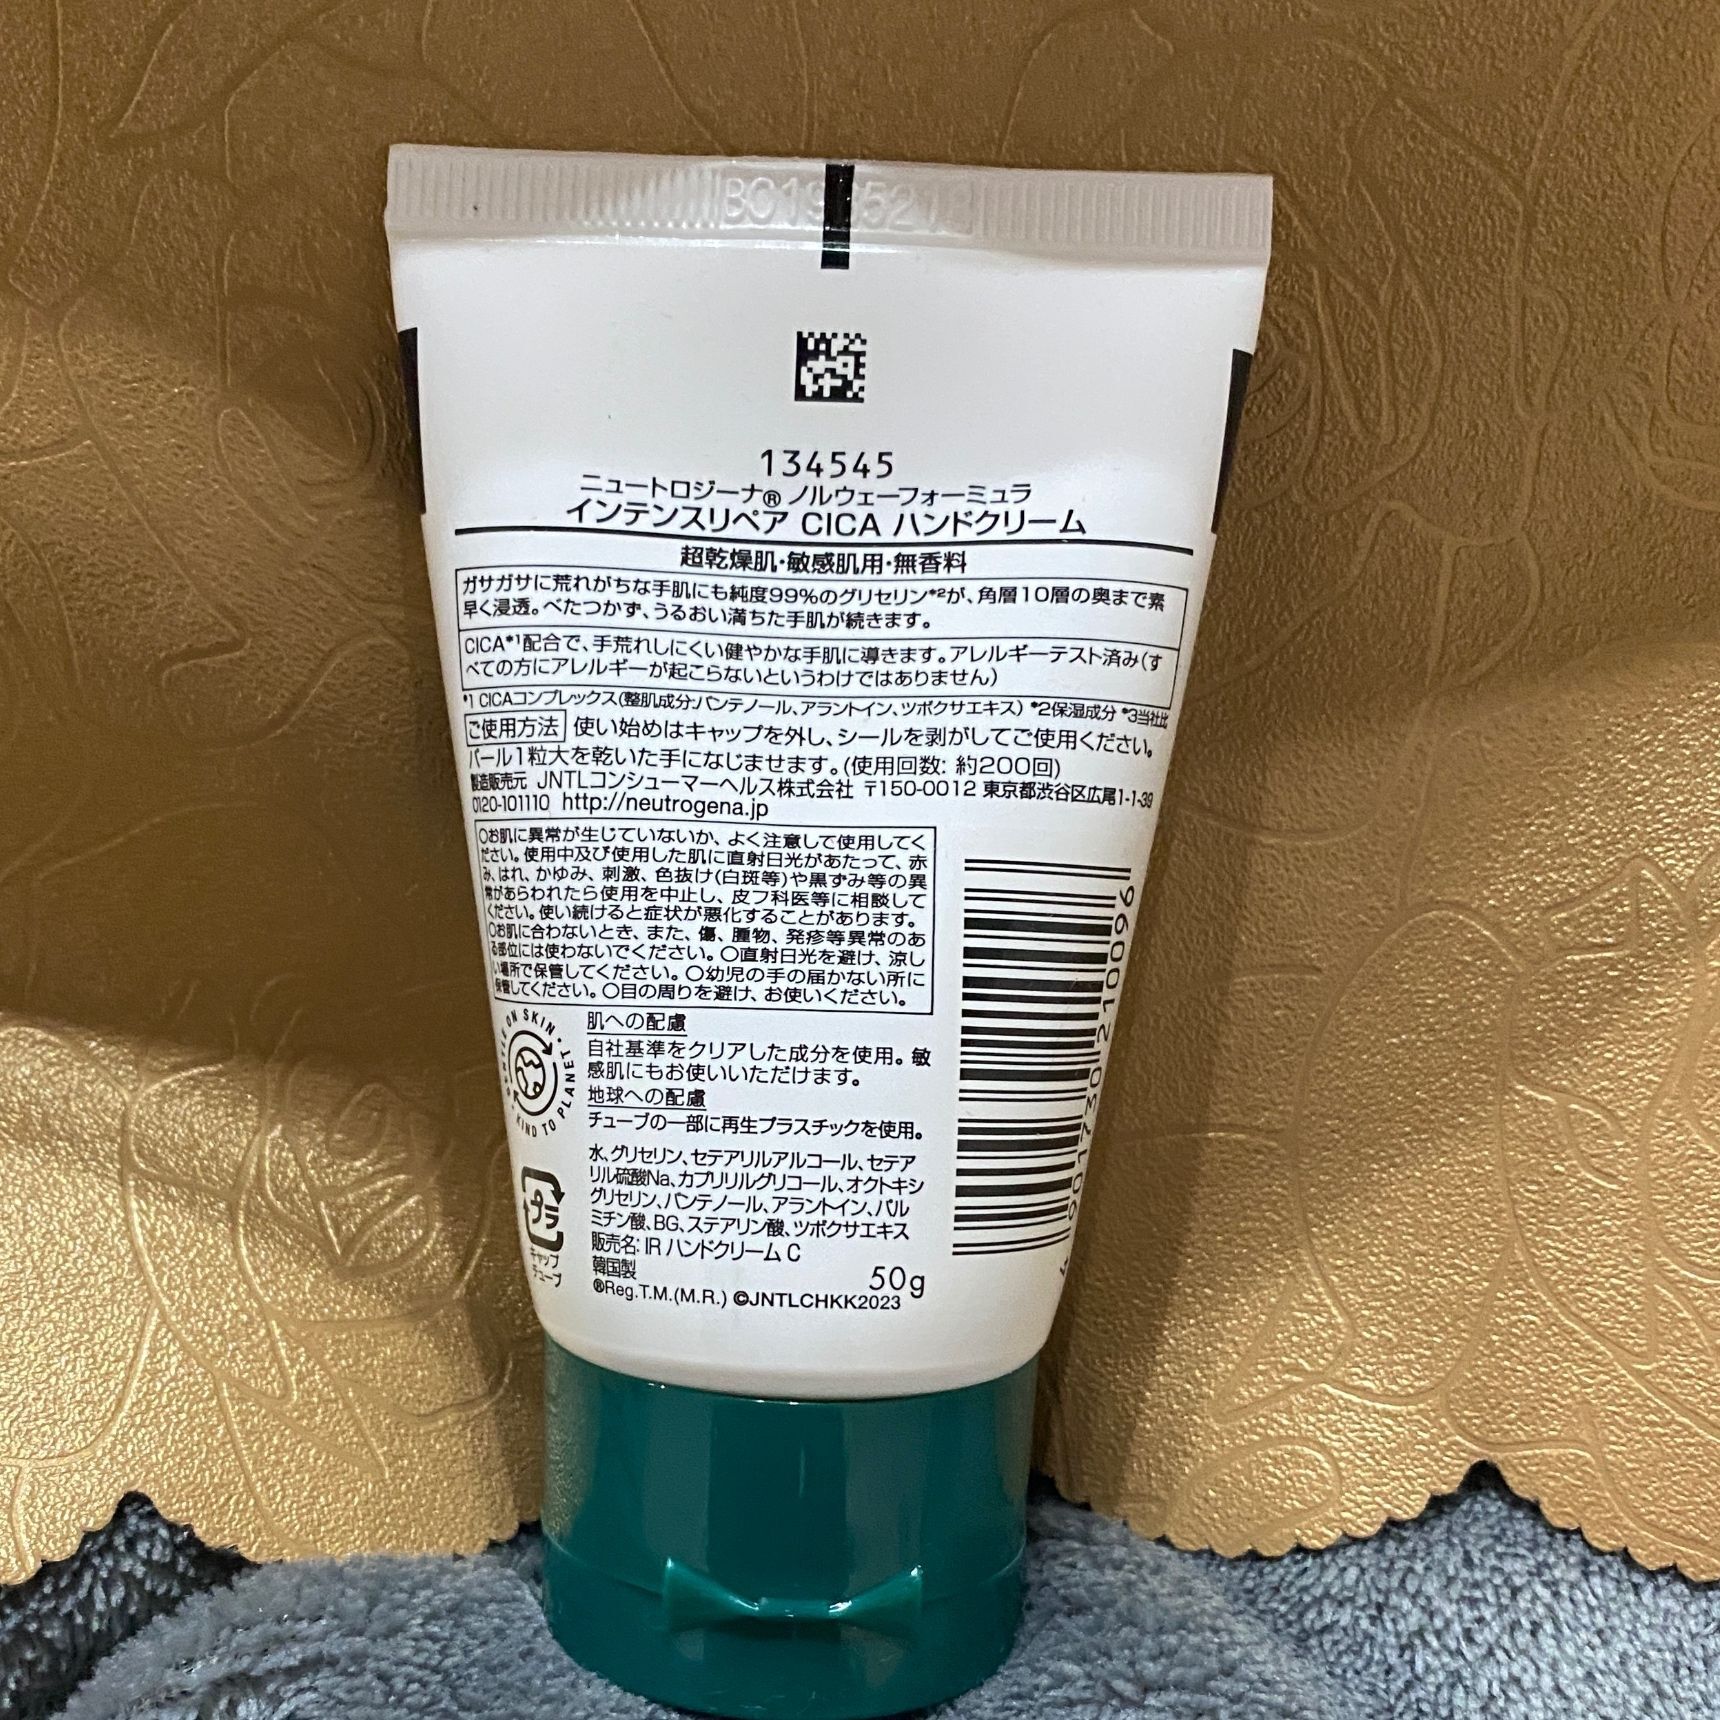 134545
ニュートロジーナ® ノルウェーフォーミュラ
インテンスリペア CICA ハンドクリーム
超乾燥肌・敏感肌用・無香料
ガサガサに荒れがちな手肌にも純度99%のグリセリン*2が、角層10層の奥まで素
早く浸透。べたつかず、うるおい満ちた手肌が続きます。
CICA*1配合で、手荒れしにくい健やかな手肌に導きます。アレルギーテスト済み(す
べての方にアレルギーが起こらないというわけではありません)
*1 CICAコンプレックス(整肌成分:パンテノール、アラントイン、ツボクサエキス) *2保湿成分 *3当社比
ご使用方法 使い始めはキャップを外し、シールを剥がしてご使用ください。
パール1粒大を乾いた手になじませます。(使用回数: 約200回)
製造販売元 JNTLコンシューマーヘルス株式会社 〒150-0012 東京都渋谷区広尾1-1-39
0120-101110 http://neutrogena.jp
○お肌に異常が生じていないか、よく注意して使用してく
ださい。使用中及び使用した肌に直射日光があたって、赤
み、はれ、かゆみ、刺激、色抜け(白斑等)や黒ずみ等の異
常があらわれたら使用を中止し、皮フ科医等に相談して
ください。使い続けると症状が悪化することがあります。
○お肌に合わないとき、また、傷、腫物、発疹等異常のあ
る部位には使わないでください。○直射日光を避け、涼し
い場所で保管してください。○幼児の手の届かない所に
保管してください。○目の周りを避け、お使いください。
ON SKIN・KIND TO PLANET・
肌への配慮
自社基準をクリアした成分を使用。敏
感肌にもお使いいただけます。
地球への配慮
チューブの一部に再生プラスチックを使用。
水、グリセリン、セテアリルアルコール、セテア
リル硫酸Na、カプリリルグリコール、オクトキシ
グリセリン、パンテノール、アラントイン、パル
ミチン酸、BG、ステアリン酸、ツボクサエキス
販売名: IR ハンドクリーム C
韓国製
50g
®Reg.T.M.(M.R.) ©JNTLCHKK2023
プラ
キャップ
チューブ
4 901730 210096